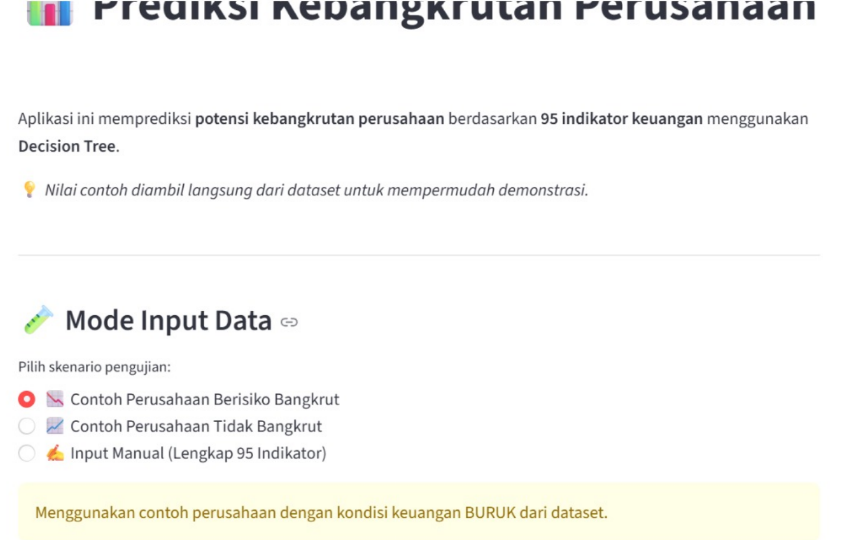 Prediksi Kebangkrutan Perusahaan
Aplikasi ini memprediksi potensi kebangkrutan perusahaan berdasarkan 95 indikator keuangan menggunakan
Decision Tree.
Nilai contoh diambil langsung dari dataset untuk mempermudah demonstrasi.
Mode Input Data
Pilih skenario pengujian:
Contoh Perusahaan Berisiko Bangkrut
Contoh Perusahaan Tidak Bangkrut
Input Manual (Lengkap 95 Indikator)
Menggunakan contoh perusahaan dengan kondisi keuangan BURUK dari dataset.